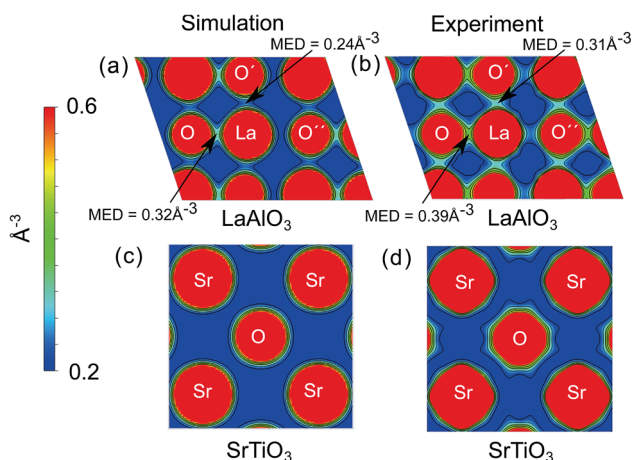 Simulation
Experiment
MED = 0.24Å-3
MED = 0.31Å-3
(a)
(b)
O´
O´
0.6
O
La
O´´
O
La
O´´
Å-3
MED = 0.32Å-3
MED = 0.39Å-3
LaAlO3
LaAlO3
(c)
(d)
Sr
Sr
Sr
Sr
O
O
0.2
Sr
Sr
Sr
Sr
SrTiO3
SrTiO3